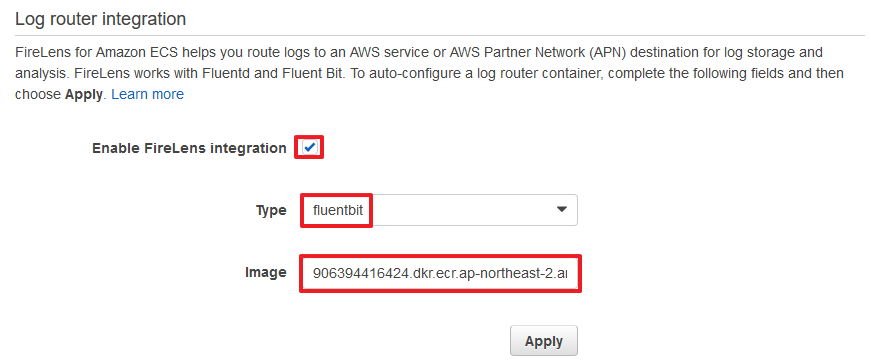 Log router integration
FireLens for Amazon ECS helps you route logs to an AWS service or AWS Partner Network (APN) destination for log storage and
analysis. FireLens works with Fluentd and Fluent Bit. To auto-configure a log router container, complete the following fields and then
choose Apply. Learn more
Enable FireLens integration
Type fluentbit
Image 906394416424.dkr.ecr.ap-northeast-2.a
Apply